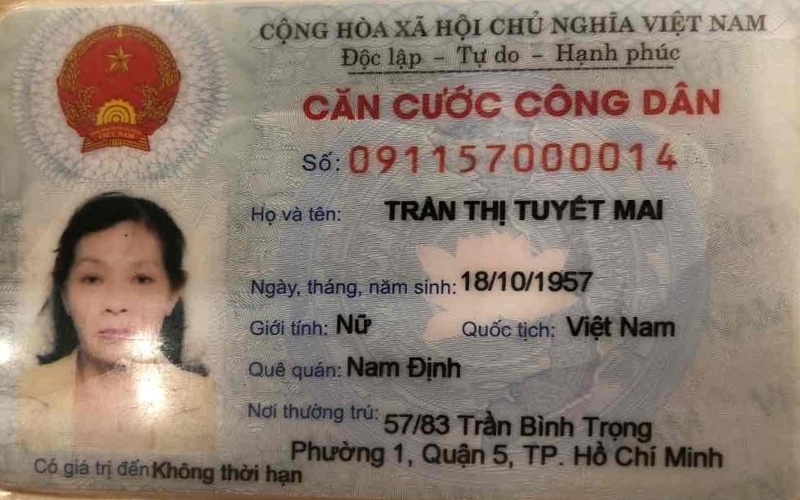 CỘNG HÒA XÃ HỘI CHỦ NGHĨA VIỆT NAM
Độc lập – Tự do – Hạnh phúc
CĂN CƯỚC CÔNG DÂN
Số: 091157000014
Họ và tên: TRẦN THỊ TUYẾT MAI
Ngày, tháng, năm sinh: 18/10/1957
Giới tính: Nữ Quốc tịch: Việt Nam
Quê quán: Nam Định
Nơi thường trú: 57/83 Trần Bình Trọng
Phường 1, Quận 5, TP. Hồ Chí Minh
Có giá trị đến Không thời hạn